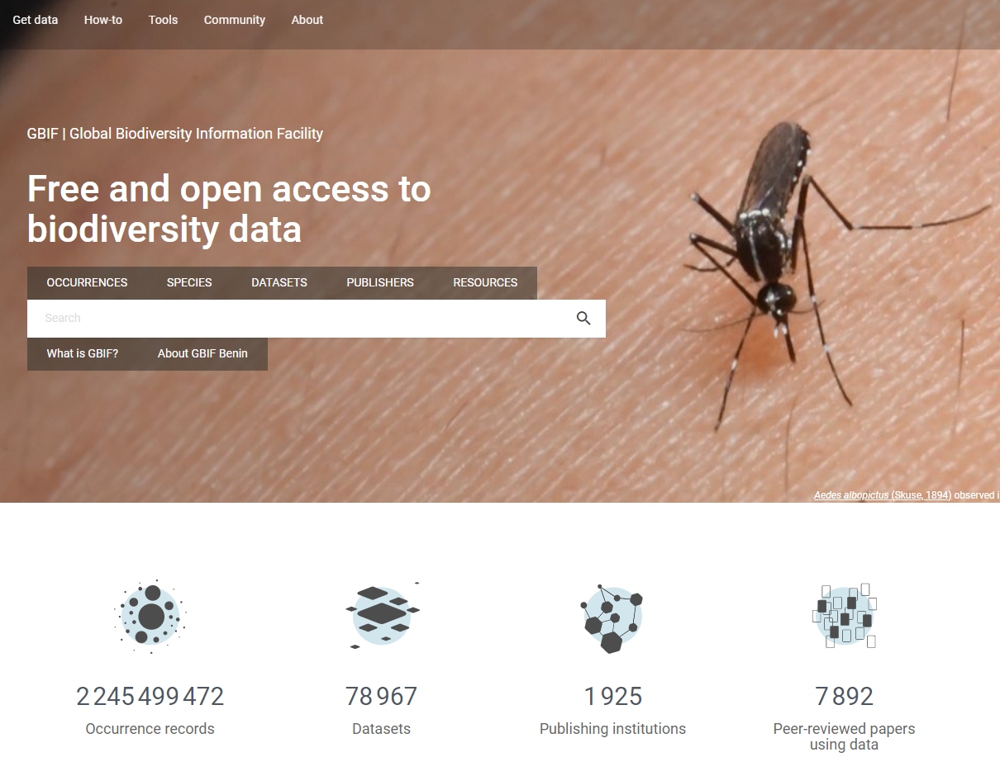 Get data How-to Tools Community About
GBIF | Global Biodiversity Information Facility
Free and open access to
biodiversity data
OCCURRENCES SPECIES DATASETS PUBLISHERS RESOURCES
Search
What is GBIF? About GBIF Benin
Aedes albopictus (Skuse, 1894) observed i
2 245 499 472
Occurrence records
78 967
Datasets
1 925
Publishing institutions
7 892
Peer-reviewed papers
using data